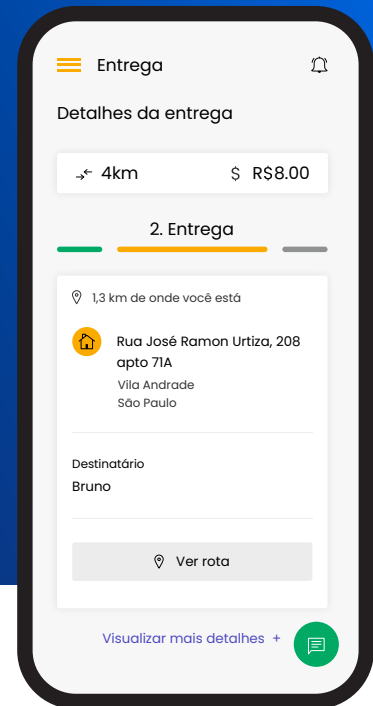 Entrega
Detalhes da entrega
4km
$ R$8.00
2. Entrega
1,3 km de onde você está
Rua José Ramon Urtiza, 208
apto 71A
Vila Andrade
São Paulo
Destinatário
Bruno
Ver rota
Visualizar mais detalhes +